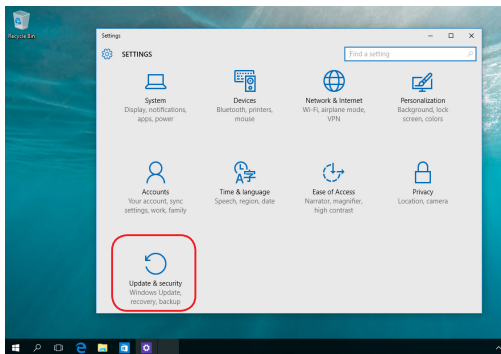 Recycle Bin
Settings
SETTINGS
Find a setting
System
Display, notifications,
apps, power
Devices
Bluetooth, printers,
mouse
Network & Internet
Wi-Fi, airplane mode,
VPN
Personalization
Background, lock
screen, colors
Accounts
Your account, sync
settings, work, family
Time & language
Speech, region, date
Ease of Access
Narrator, magnifier,
high contrast
Privacy
Location, camera
Update & security
Windows Update,
recovery, backup